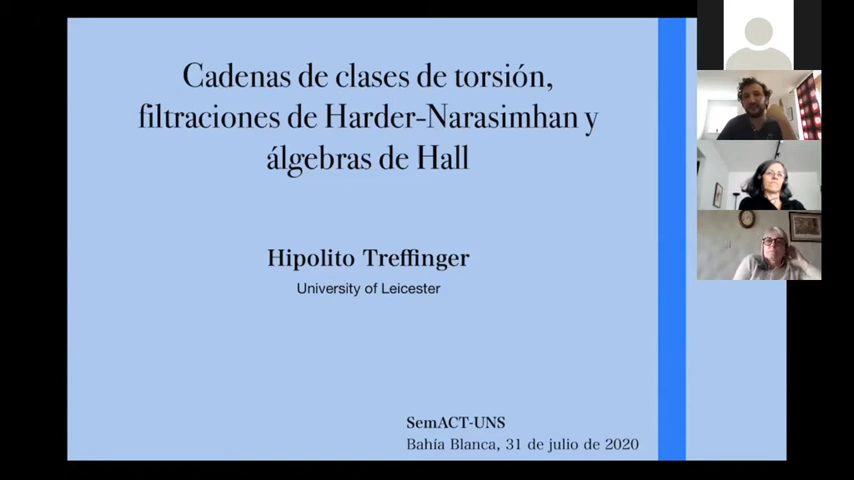 Cadenas de clases de torsión,
filtraciones de Harder-Narasimhan y
álgebras de Hall
Hipolito Treffinger
University of Leicester
SemACT-UNS
Bahía Blanca, 31 de julio de 2020